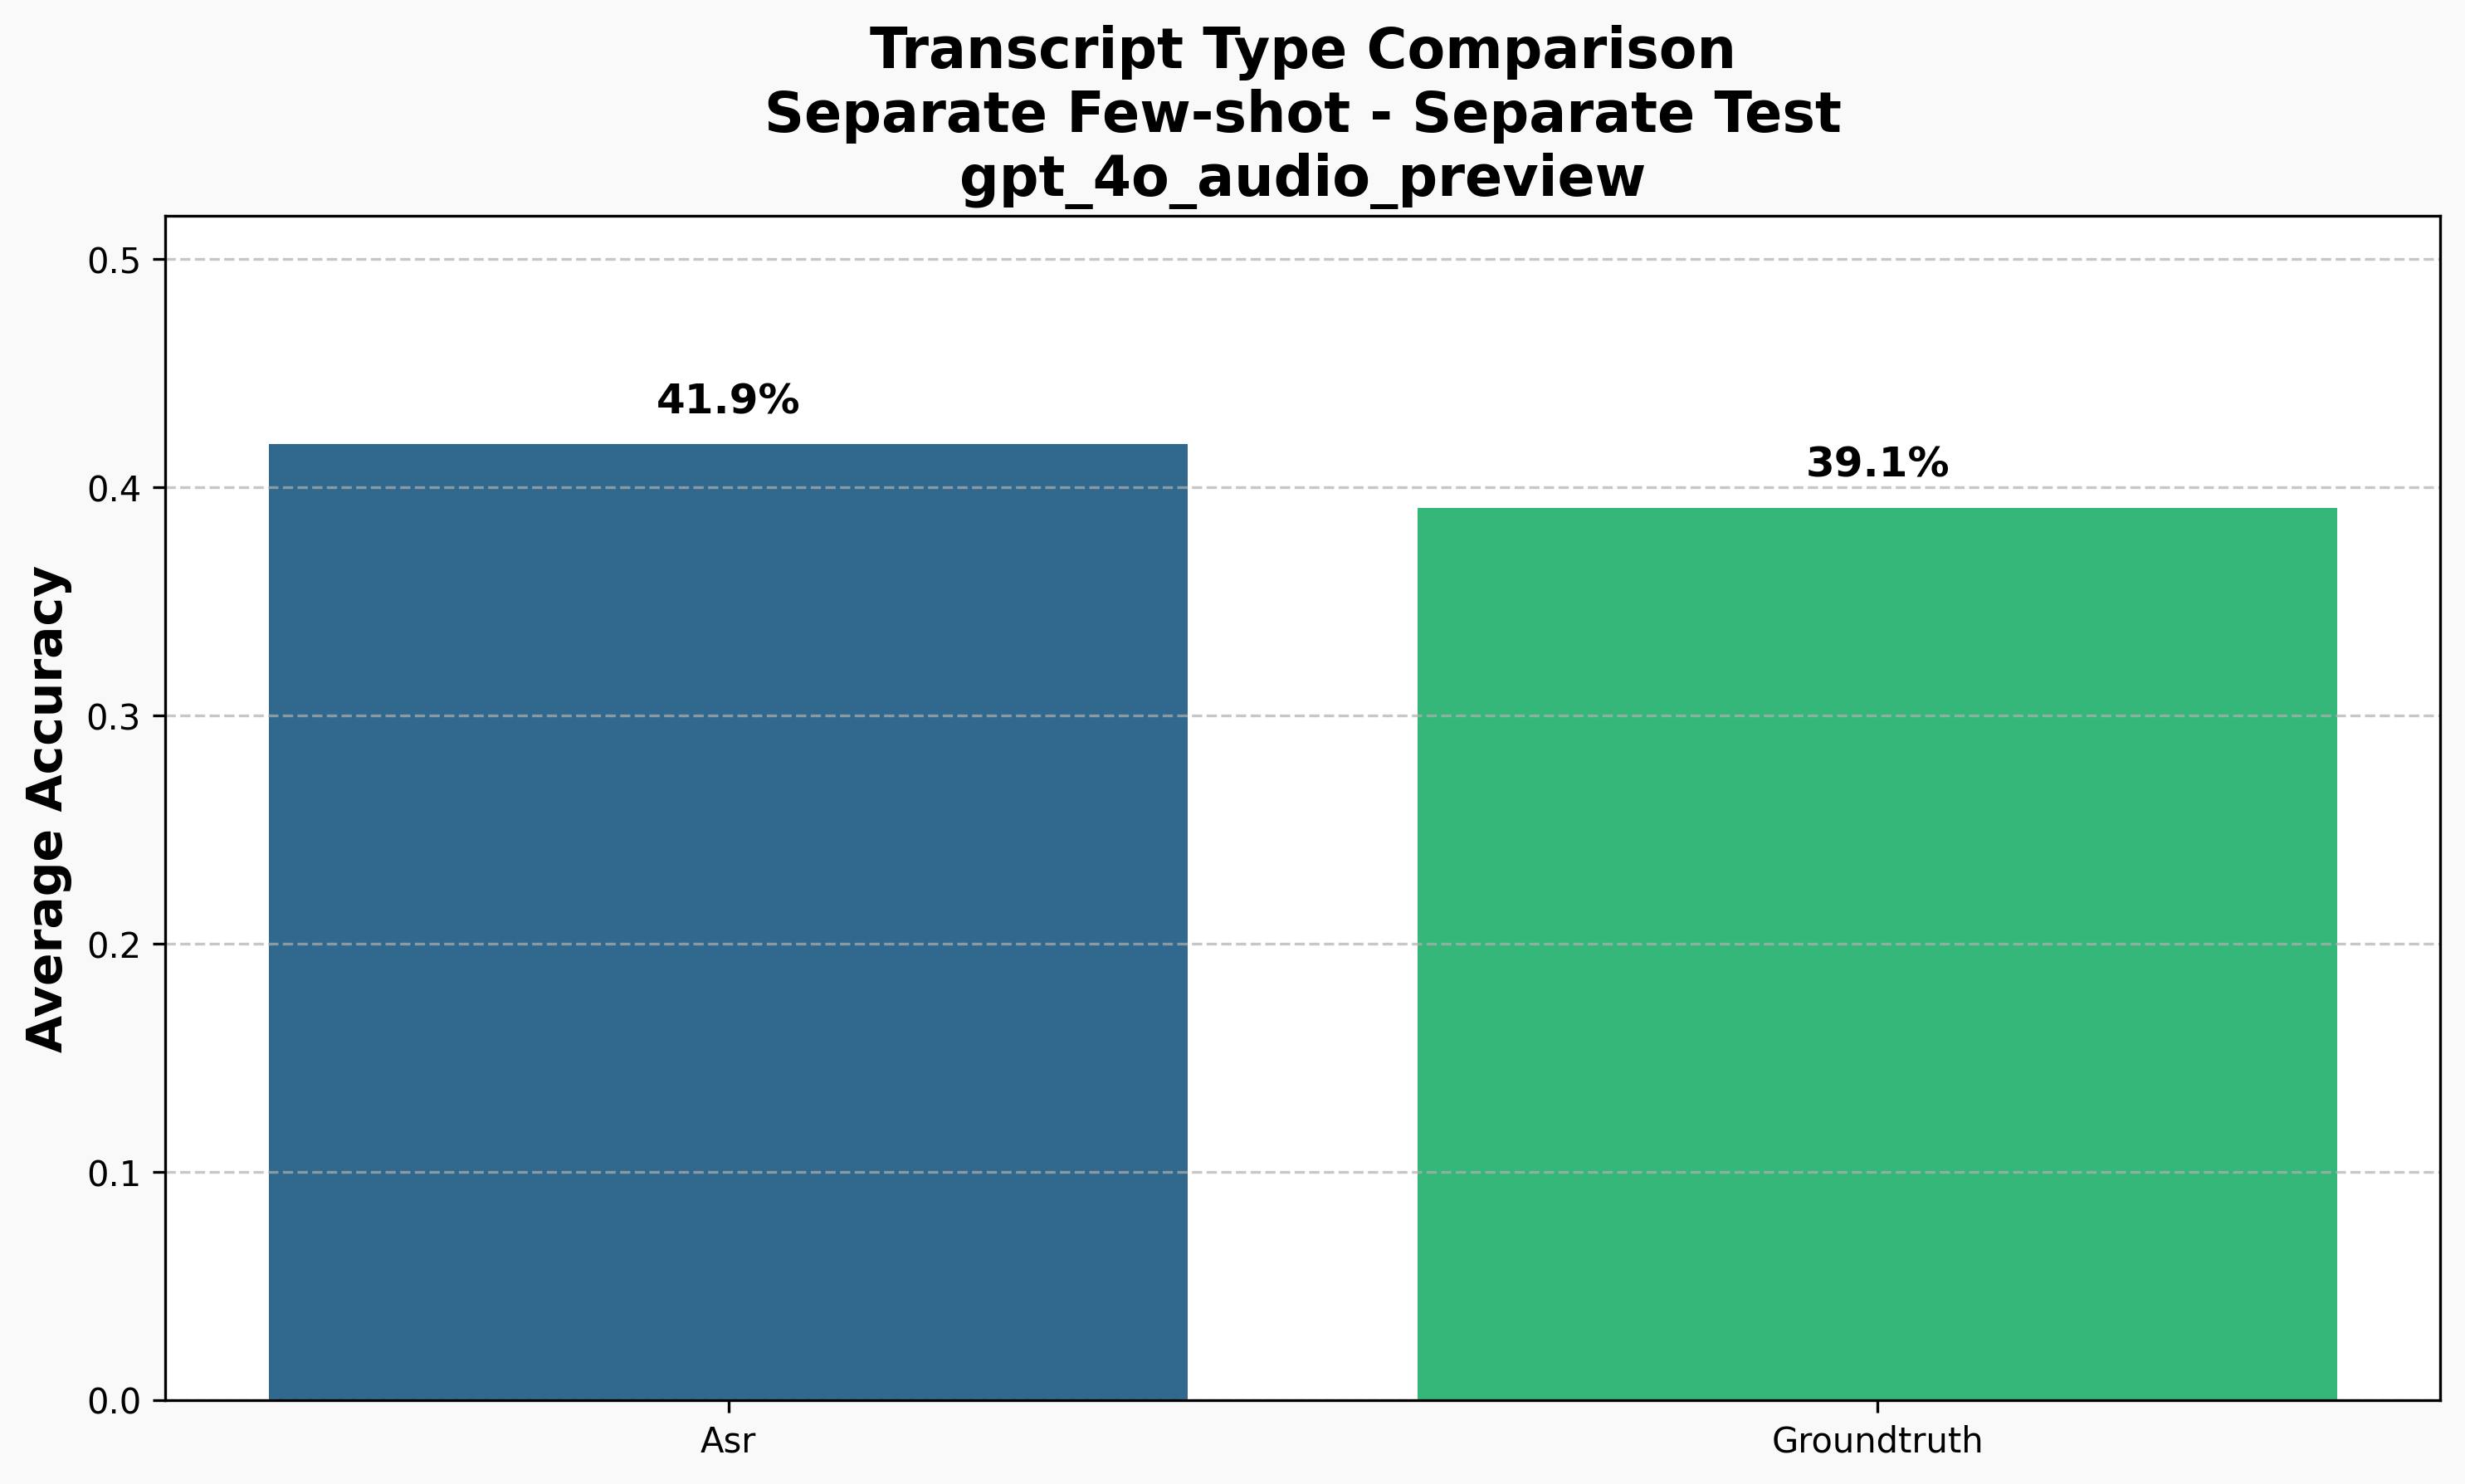 Transcript Type Comparison
Separate Few-shot - Separate Test
gpt_4o_audio_preview
Average Accuracy
0.5
0.4
0.3
0.2
0.1
0.0
41.9%
39.1%
Asr
Groundtruth